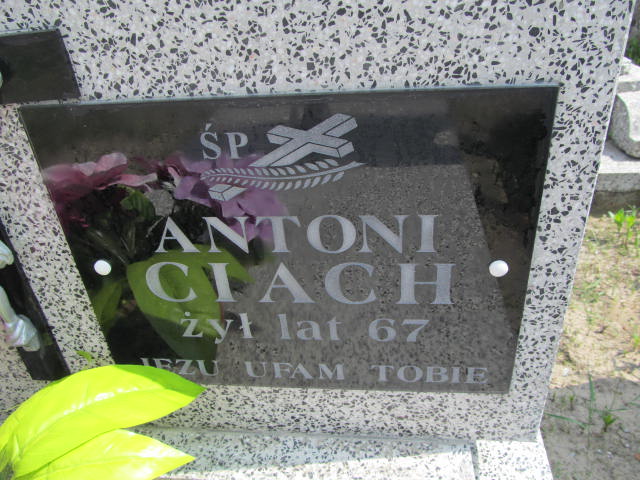 ŚP
ANTONI
CIACH
żył lat 67
JEZU UFAM TOBIE